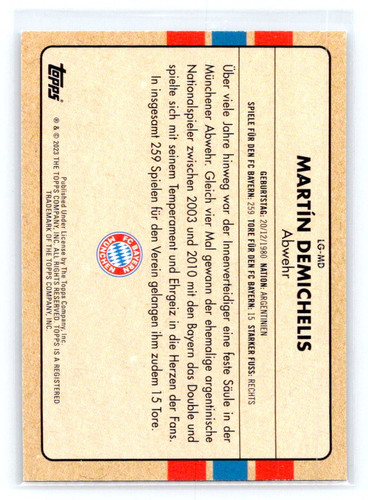 LG-MD
MARTÍN DEMICHELIS
Abwehr
GEBURTSTAG: 20/12/1980 NATION: ARGENTINIEN
SPIELE FÜR DEN FC BAYERN: 259 TORE FÜR DEN FC BAYERN: 15 STARKER FUSS: RECHTS
Über viele Jahre hinweg war der Innenverteidiger eine feste Säule in der
Münchener Abwehr. Gleich vier Mal gewann der ehemalige argentinische
Nationalspieler zwischen 2003 und 2010 mit den Bayern das Double und
spielte sich mit seinem Temperament und Ehrgeiz in die Herzen der Fans.
In insgesamt 259 Spielen für den Verein gelangen ihm zudem 15 Tore.
FC BAYERN
MÜNCHEN
Topps
Published Under License by The Topps Company, Inc.
® & © 2023 THE TOPPS COMPANY, INC. ALL RIGHTS RESERVED. TOPPS IS A REGISTERED
TRADEMARK OF THE TOPPS COMPANY, INC.